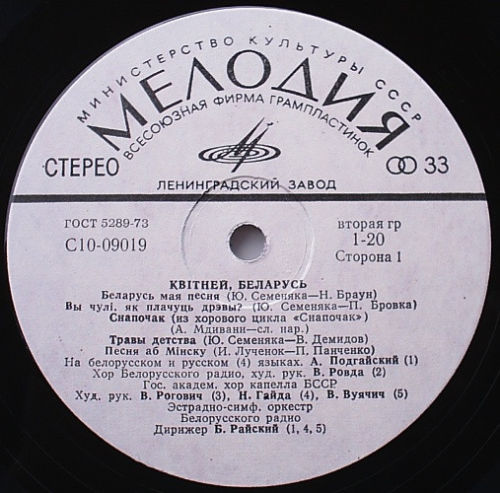 МИНИСТЕРСТВО КУЛЬТУРЫ СССР
МЕЛОДИЯ
ВСЕСОЮЗНАЯ ФИРМА ГРАМПЛАСТИНОК
СТЕРЕО
33
ЛЕНИНГРАДСКИЙ ЗАВОД
ГОСТ 5289-73
С10-09019
вторая гр
1-20
Сторона 1
КВІТНЕЙ, БЕЛАРУСЬ
Беларусь мая песня (Ю. Семеняка—Н. Браун)
Вы чулі, як плачуць дрэвы? (Ю. Семеняка—П. Бровка)
Снапочак (из хорового цикла «Снапочак»)
(А. Мдивани—сл. нар.)
Травы детства (Ю. Семеняка—В. Демидов)
Песня аб Мінску (И. Лученок—П. Панченко)
На белорусском и русском (4) языках. А. Подгайский (1)
Хор Белорусского радио, худ. рук. В. Ровда (2)
Гос. академ. хор капелла БССР
Худ. рук. В. Рогович (3), Н. Гайда (4), В. Вуячич (5)
Эстрадно-симф. оркестр
Белорусского радио
Дирижер Б. Райский (1, 4, 5)